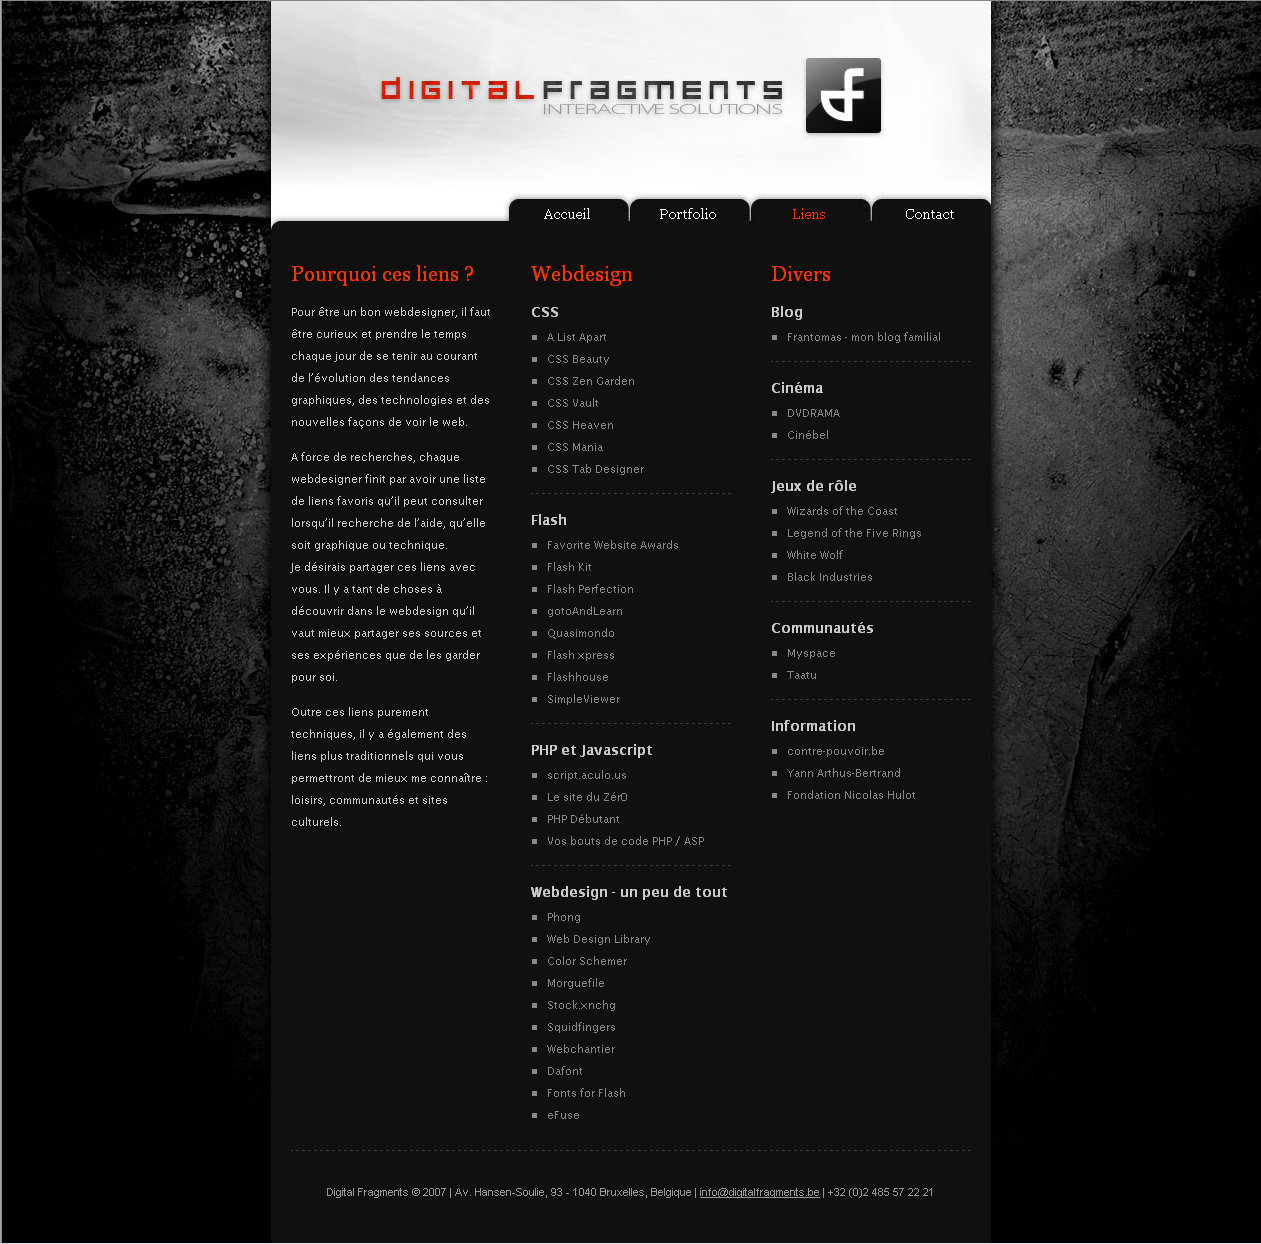 DIGITALFRAGMENTS
INTERACTIVE SOLUTIONS
Accueil
Portfolio
Liens
Contact
Pourquoi ces liens ?
Pour être un bon webdesigner, il faut
être curieux et prendre le temps
chaque jour de se tenir au courant
de l'évolution des tendances
graphiques, des technologies et des
nouvelles façons de voir le web.
A force de recherches, chaque
webdesigner finit par avoir une liste
de liens favoris qu'il peut consulter
lorsqu'il recherche de l'aide, qu'elle
soit graphique ou technique.
Je désirais partager ces liens avec
vous. Il y a tant de choses à
découvrir dans le webdesign qu'il
vaut mieux partager ses sources et
ses expériences que de les garder
pour soi.
Outre ces liens purement
techniques, il y a également des
liens plus traditionnels qui vous
permettront de mieux me connaître :
loisirs, communautés et sites
culturels.
Webdesign
CSS
A List Apart
CSS Beauty
CSS Zen Garden
CSS Vault
CSS Heaven
CSS Mania
CSS Tab Designer
Flash
Favorite Website Awards
Flash Kit
Flash Perfection
gotoAndLearn
Quasimondo
Flash xpress
Flashhouse
SimpleViewer
PHP et Javascript
script.aculo.us
Le site du Zér0
PHP Débutant
Vos bouts de code PHP / ASP
Webdesign - un peu de tout
Phong
Web Design Library
Color Schemer
Morguefile
Stock.xnchg
Squidfingers
Webchantier
Dafont
Fonts for Flash
eFuse
Divers
Blog
Frantomas - mon blog familial
Cinéma
DVDRAMA
Cinébel
Jeux de rôle
Wizards of the Coast
Legend of the Five Rings
White Wolf
Black Industries
Communautés
Myspace
Taatu
Information
contre-pouvoir.be
Yann Arthus-Bertrand
Fondation Nicolas Hulot
Digital Fragments © 2007 | Av. Hansen-Soulie, 93 - 1040 Bruxelles, Belgique | info@digitalfragments.be | +32 (0)2 485 57 22 21